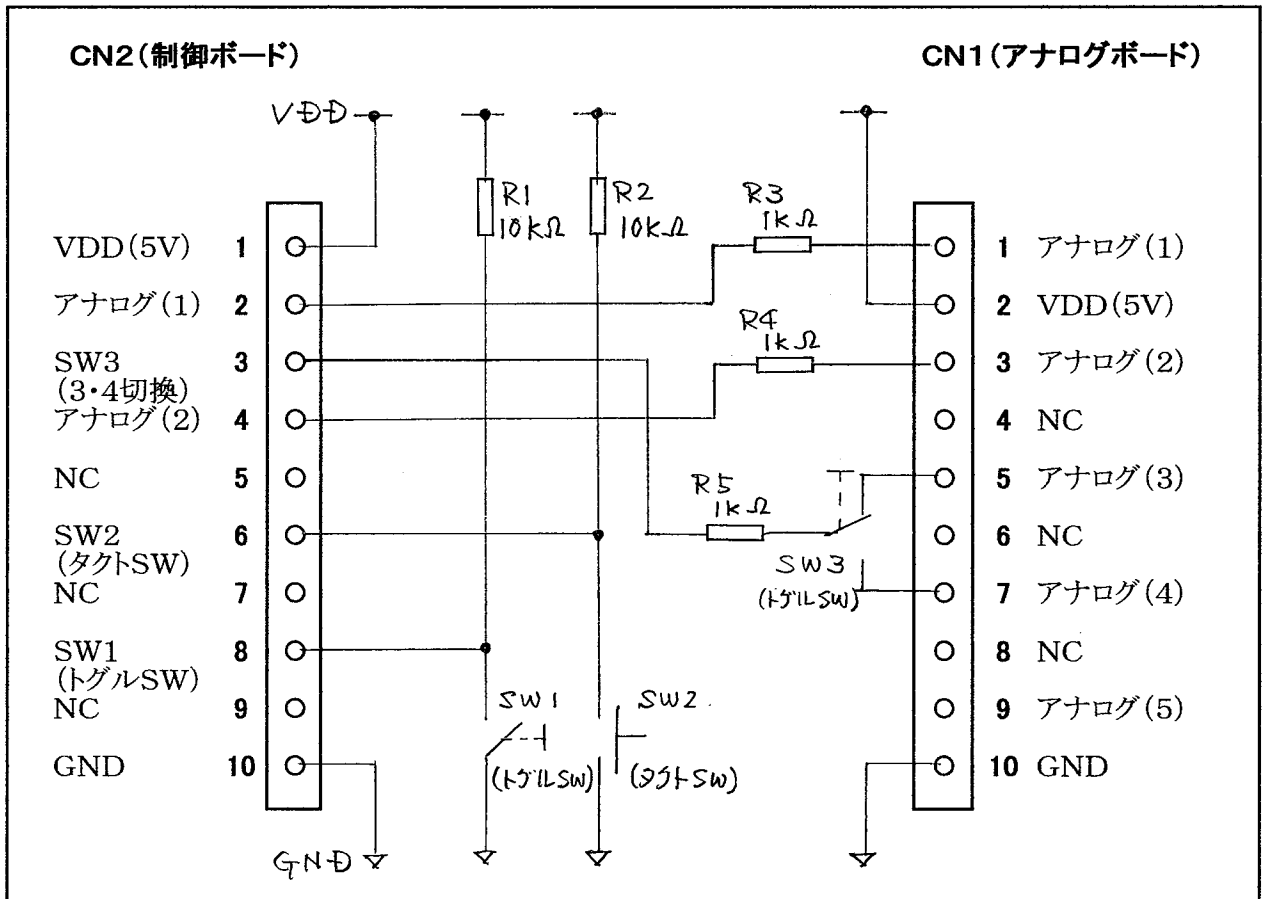 CN2(制御ボード)
CN1(アナログボード)
VDD
R1
10kΩ
R2
10kΩ
R3
1kΩ
R4
1kΩ
R5
1kΩ
VDD(5V) 1
アナログ(1) 2
SW3 3
(3・4切換)
アナログ(2) 4
NC 5
SW2 6
(タクトSW)
NC 7
SW1 8
(トグルSW)
NC 9
GND 10
1 アナログ(1)
2 VDD(5V)
3 アナログ(2)
4 NC
5 アナログ(3)
6 NC
7 アナログ(4)
8 NC
9 アナログ(5)
10 GND
SW3
(トグルSW)
SW1
(トグルSW)
SW2
(タクトSW)
GND